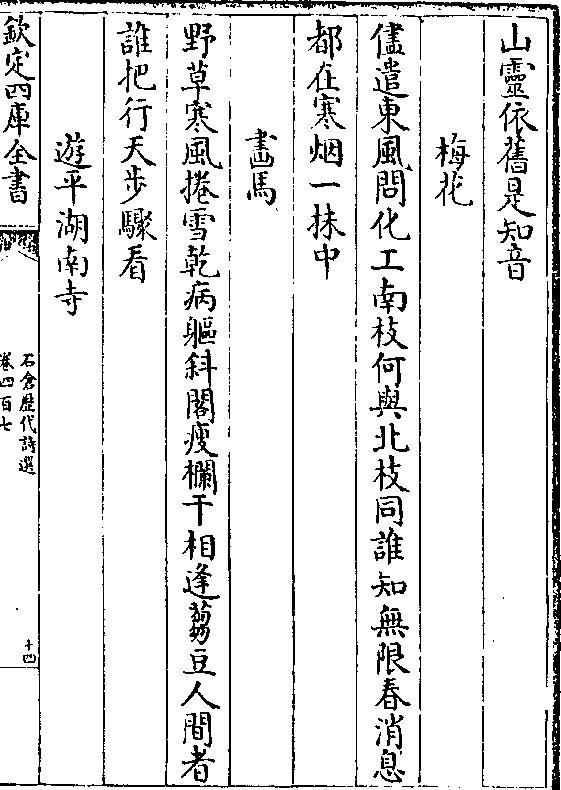 山靈依舊是知音
梅花
儘遣東風問化工南枝何與北枝同誰知無限春消息
都在寒烟一抹中
畫馬
野草寒風捲雪乾病軀斜閣瘦欄干相逢蒭豆人間者
誰把行天步驟看
遊平湖南寺
欽定四庫全書
石倉歴代詩選
卷四百七
十四